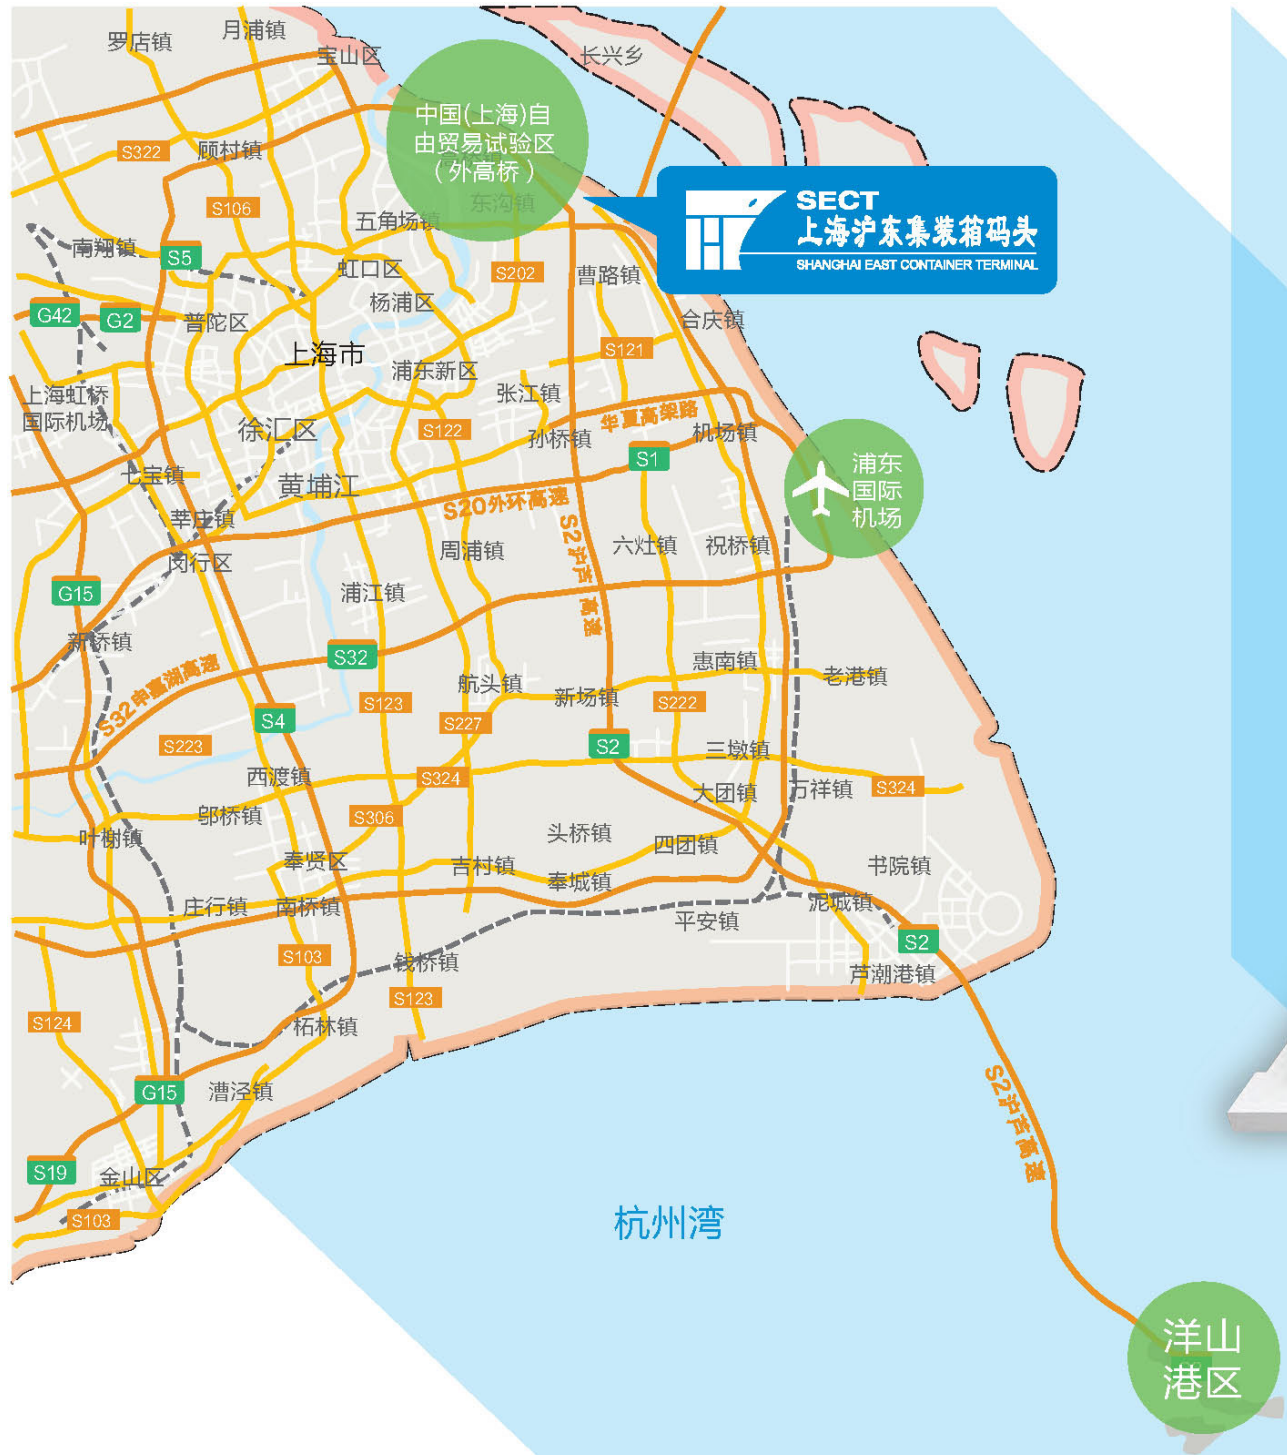 罗店镇
月浦镇
宝山区
长兴乡
中国(上海)自
由贸易试验区
(外高桥)
高桥镇
S322
顾村镇
S106
东沟镇
SECT
上海沪东集装箱码头
SHANGHAI EAST CONTAINER TERMINAL
五角场镇
南翔镇
S5
虹口区
S202
曹路镇
杨浦区
G42
G2
普陀区
合庆镇
上海市
S121
浦东新区
张江镇
上海虹桥
国际机场
华夏高架路
徐汇区
S122
孙桥镇
机场镇
S1
浦东
国际
机场
七宝镇
黄埔江
S20外环高速
莘庄镇
S2沪芦高速
周浦镇
六灶镇
祝桥镇
闵行区
G15
浦江镇
新桥镇
S32
S32申嘉湖高速
惠南镇
老港镇
航头镇
新场镇
S123
S222
S4
S227
S223
S2
三墩镇
西渡镇
S324
大团镇
万祥镇
S324
邬桥镇
S306
叶榭镇
头桥镇
四团镇
奉贤区
吉村镇
书院镇
奉城镇
庄行镇
南桥镇
泥城镇
平安镇
S2
S103
钱桥镇
芦潮港镇
S123
S124
柘林镇
G15
漕泾镇
S2沪芦高速
S19
金山区
S103
杭州湾
洋山
港区